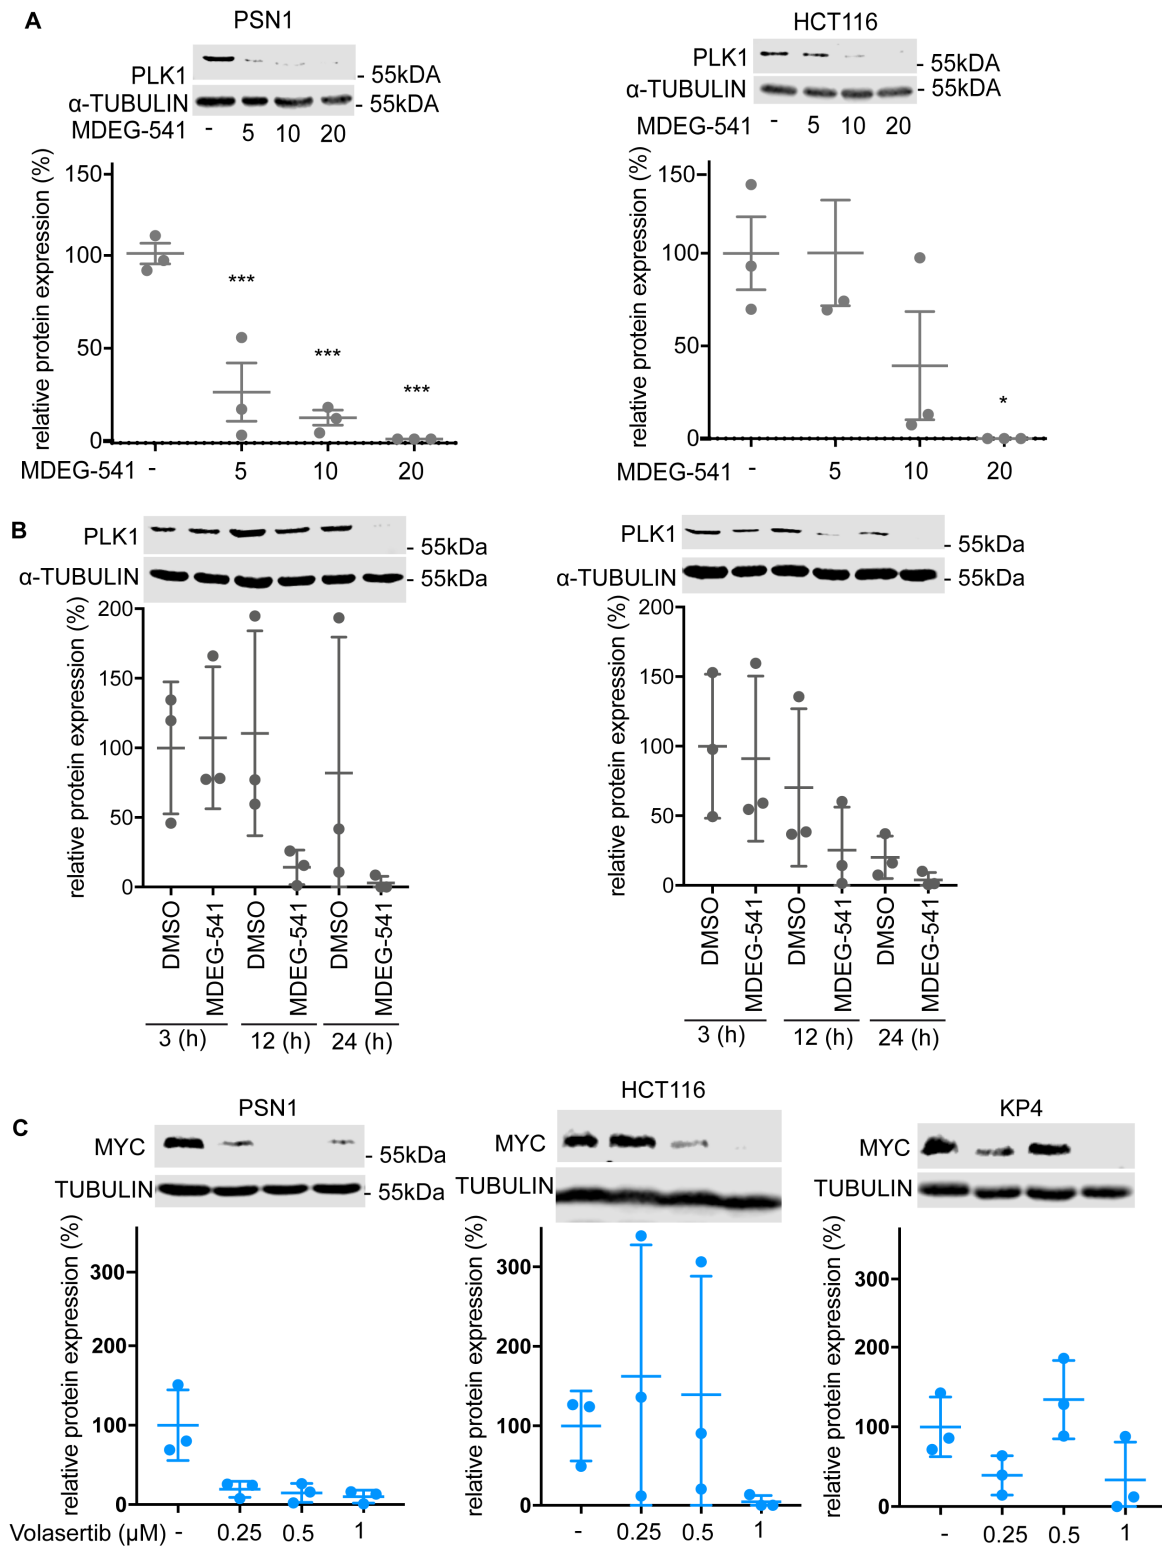 A
PSN1
PLK1
- 55kDA
α-TUBULIN
- 55kDA
MDEG-541 - 5 10 20
relative protein expression (%)
150
100
50
0
***
***
***
MDEG-541 - 5 10 20
HCT116
PLK1
- 55kDA
α-TUBULIN
- 55kDA
MDEG-541 - 5 10 20
relative protein expression (%)
150
100
50
0
*
MDEG-541 - 5 10 20
B
PLK1
- 55kDa
α-TUBULIN
- 55kDa
relative protein expression (%)
200
150
100
50
0
DMSO
MDEG-541
DMSO
MDEG-541
DMSO
MDEG-541
3 (h) 12 (h) 24 (h)
PLK1
- 55kDa
α-TUBULIN
- 55kDa
relative protein expression (%)
200
150
100
50
0
DMSO
MDEG-541
DMSO
MDEG-541
DMSO
MDEG-541
3 (h) 12 (h) 24 (h)
C
PSN1
MYC
- 55kDa
TUBULIN
- 55kDa
relative protein expression (%)
300
200
100
0
Volasertib (µM) - 0.25 0.5 1
HCT116
MYC
TUBULIN
relative protein expression (%)
300
200
100
0
- 0.25 0.5 1
KP4
MYC
TUBULIN
relative protein expression (%)
300
200
100
0
- 0.25 0.5 1